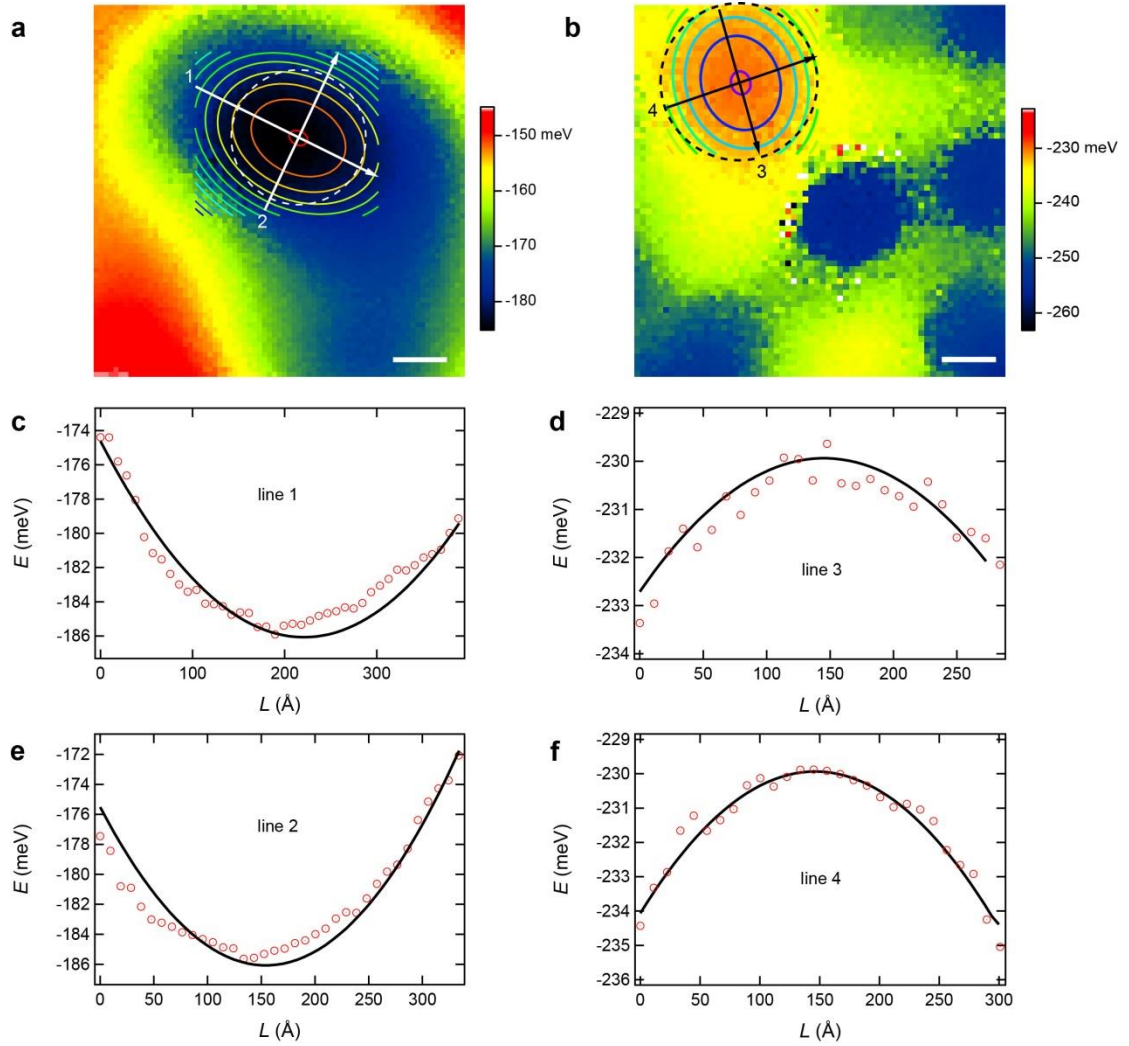 a
1
2
-150 meV
-160
-170
-180
b
4
3
-230 meV
-240
-250
-260
c
-174
-176
-178
-180
-182
-184
-186
E (meV)
line 1
0 100 200 300
L (Å)
d
-229
-230
-231
-232
-233
-234
E (meV)
line 3
0 50 100 150 200 250
L (Å)
e
-172
-174
-176
-178
-180
-182
-184
-186
E (meV)
line 2
0 50 100 150 200 250 300
L (Å)
f
-229
-230
-231
-232
-233
-234
-235
-236
E (meV)
line 4
0 50 100 150 200 250 300
L (Å)